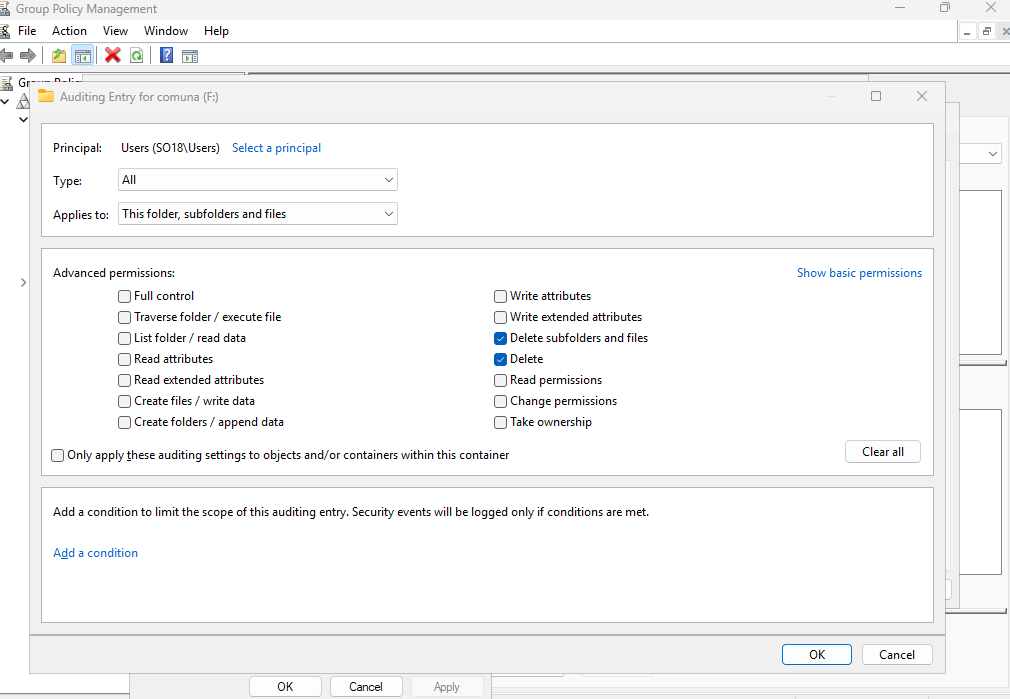 Group Policy Management
File Action View Window Help
Auditing Entry for comuna (F:)
Principal: Users (SO18\Users) Select a principal
Type: All
Applies to: This folder, subfolders and files
Advanced permissions: Show basic permissions
Full control Write attributes
Traverse folder / execute file Write extended attributes
List folder / read data Delete subfolders and files
Read attributes Delete
Read extended attributes Read permissions
Create files / write data Change permissions
Create folders / append data Take ownership
Only apply these auditing settings to objects and/or containers within this container Clear all
Add a condition to limit the scope of this auditing entry. Security events will be logged only if conditions are met.
Add a condition
OK Cancel
OK Cancel Apply